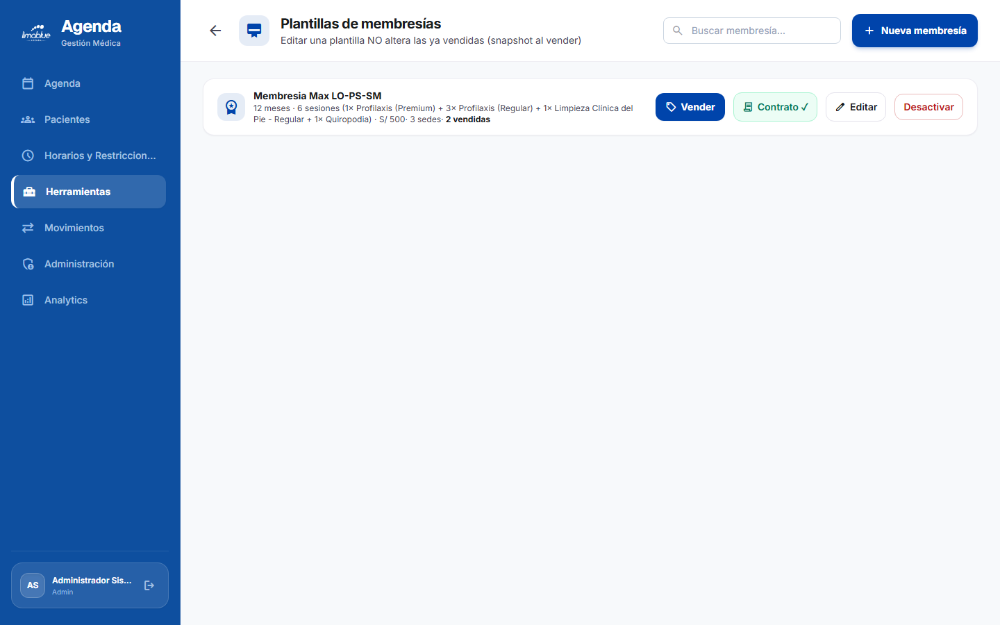 limablue
Agenda
Gestión Médica
Agenda
Pacientes
Horarios y Restriccion...
Herramientas
Movimientos
Administración
Analytics
AS
Administrador Sis...
Admin
Plantillas de membresías
Editar una plantilla NO altera las ya vendidas (snapshot al vender)
Buscar membresía...
Nueva membresía
Membresia Max LO-PS-SM
12 meses · 6 sesiones (1× Profilaxis (Premium) + 3× Profilaxis (Regular) + 1× Limpieza Clínica del
Pie - Regular + 1× Quiropodia) · S/ 500· 3 sedes· 2 vendidas
Vender
Contrato ✓
Editar
Desactivar